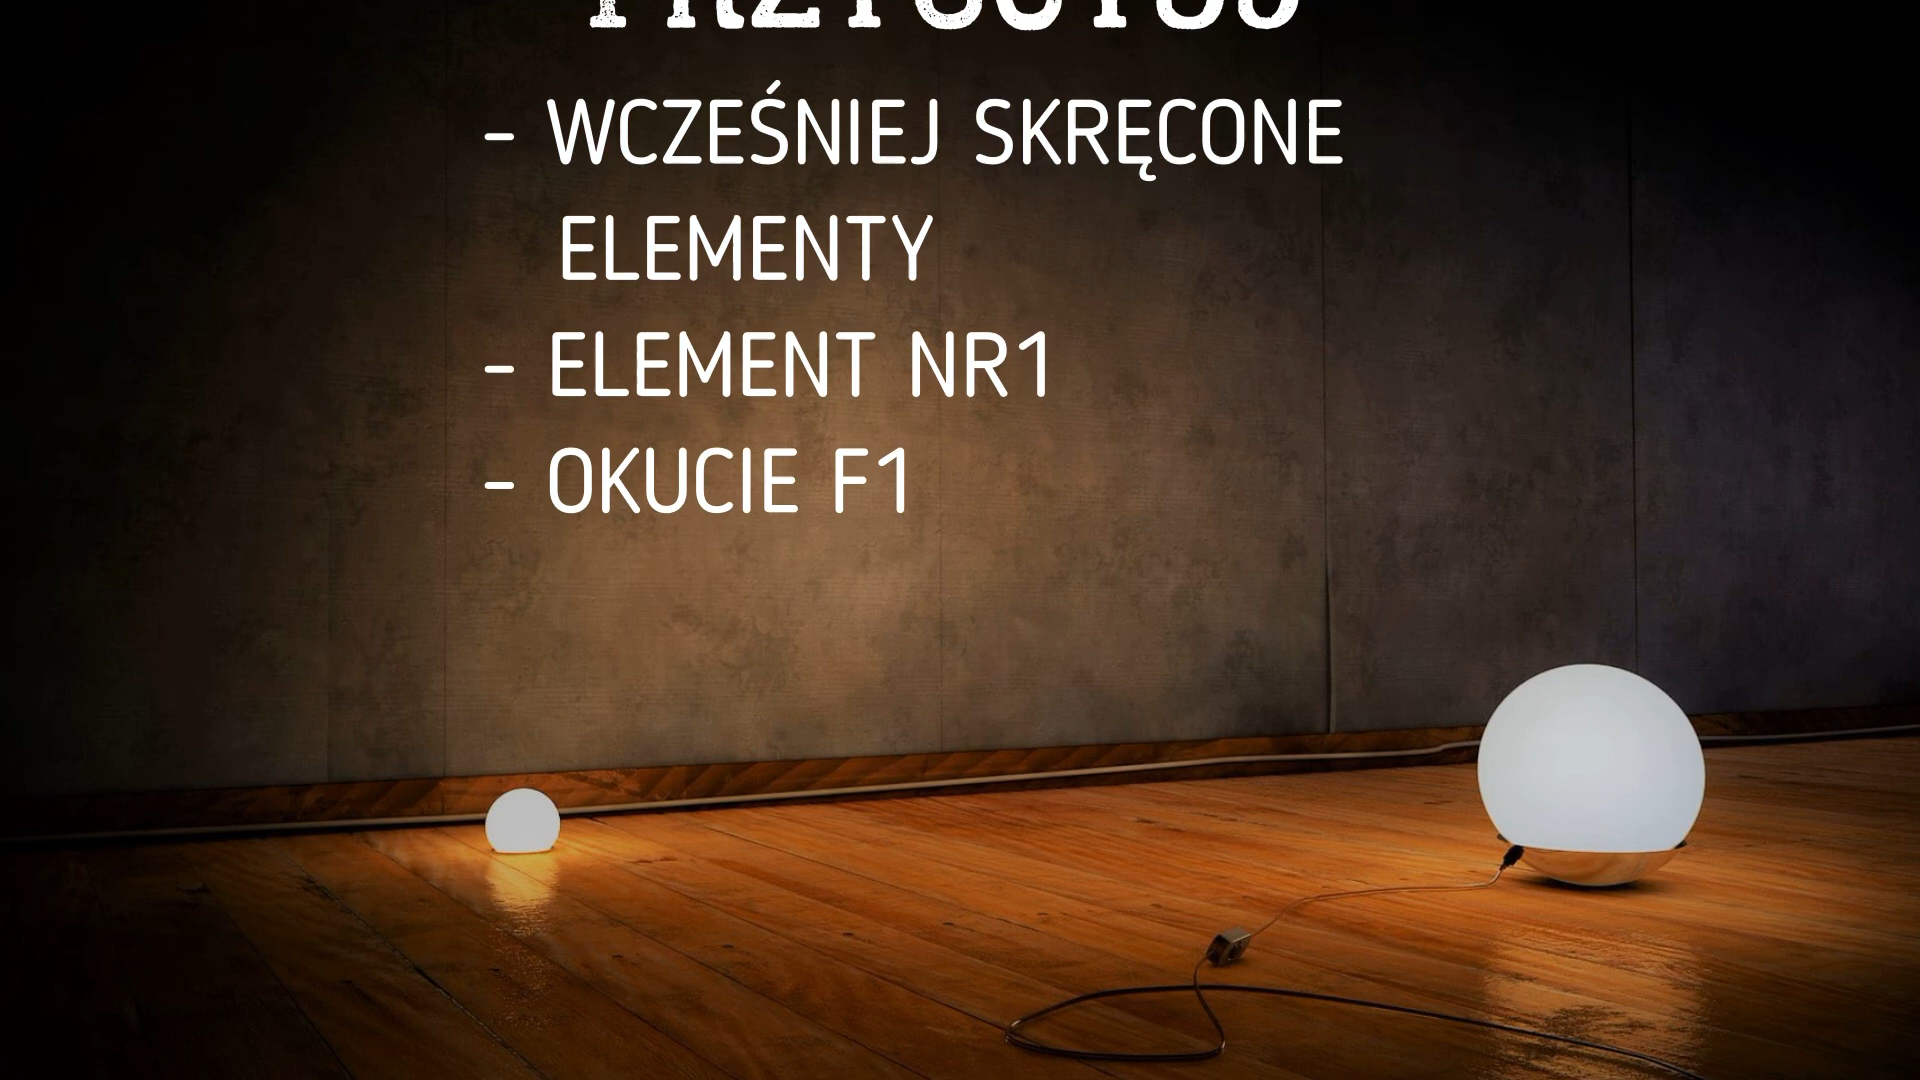 - WCZEŚNIEJ SKRĘCONE
ELEMENTY
- ELEMENT NR1
- OKUCIE F1